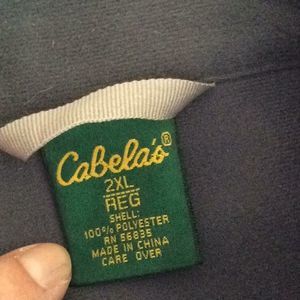 Cabela's®
2XL
REG
SHELL:
100% POLYESTER
RN 56835
MADE IN CHINA
CARE OVER